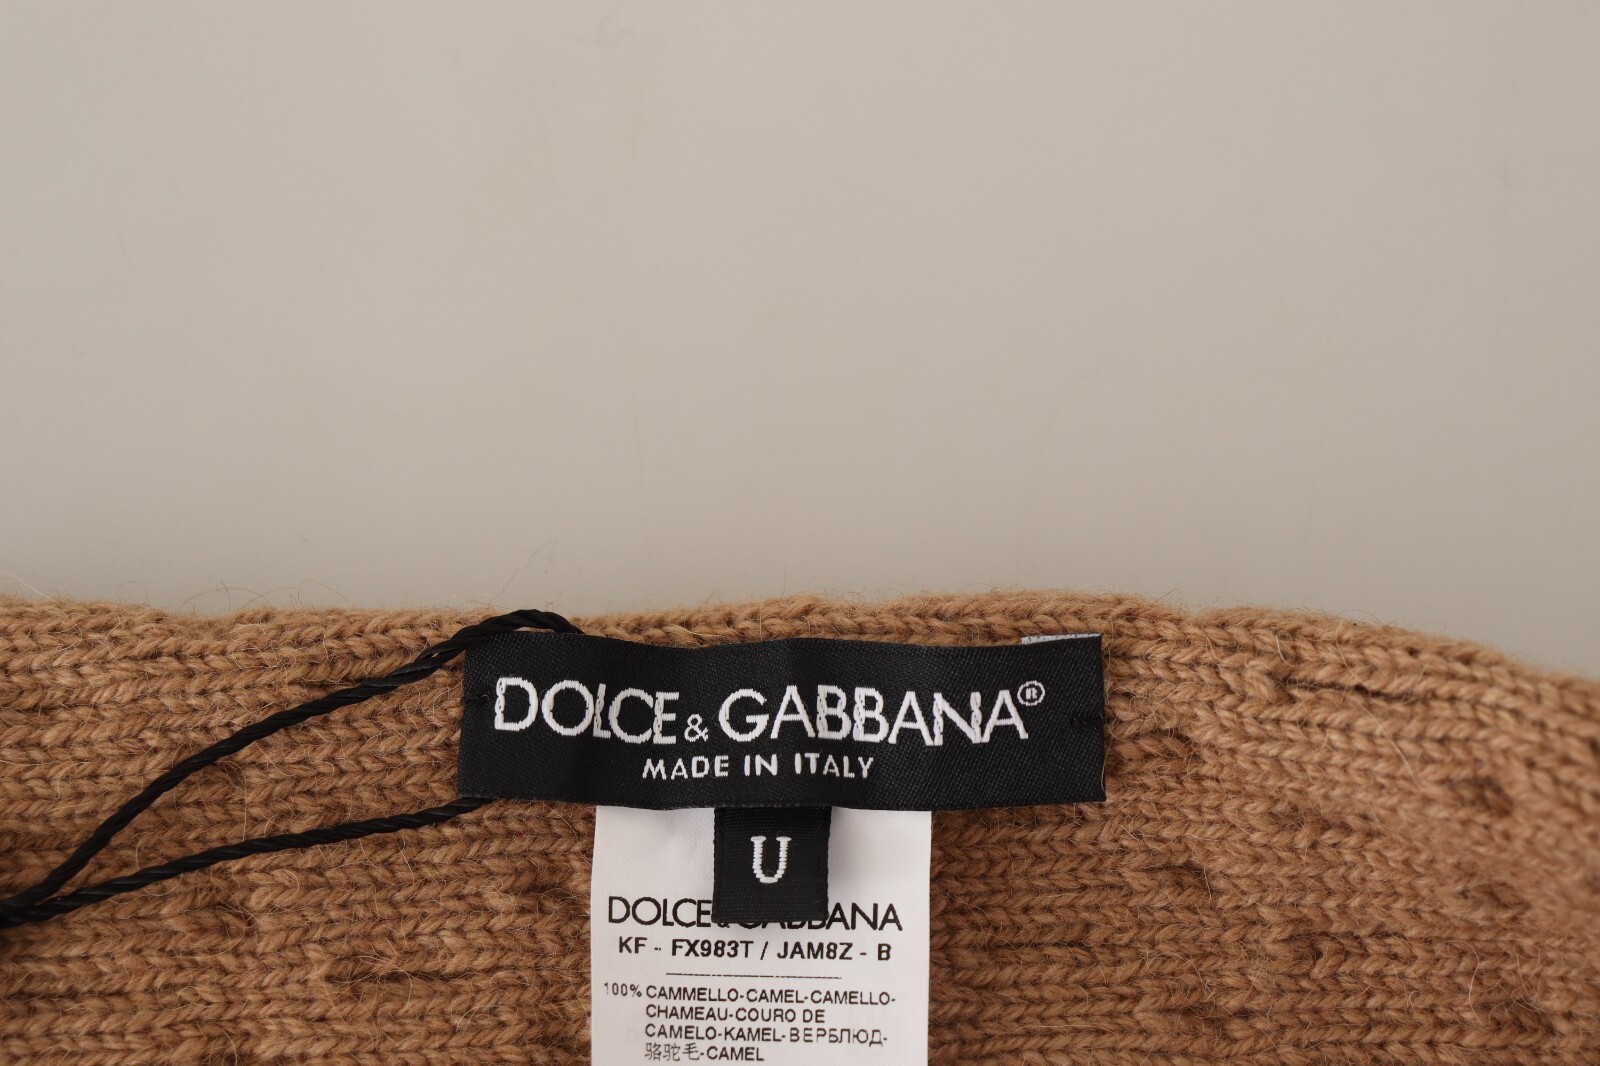 DOLCE & GABBANA®
MADE IN ITALY
U
DOLCE & GABBANA
KF - FX983T / JAM8Z - B
100% CAMMELLO-CAMEL-CAMELLO-
CHAMEAU-COURO DE
CAMELO-KAMEL-ВЕРБЛЮД-
骆驼毛-CAMEL